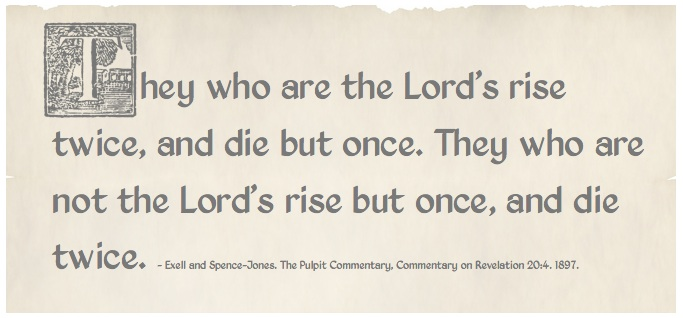 They who are the Lord's rise
twice, and die but once. They who are
not the Lord's rise but once, and die
twice. - Exell and Spence-Jones. The Pulpit Commentary, Commentary on Revelation 20:4. 1897.